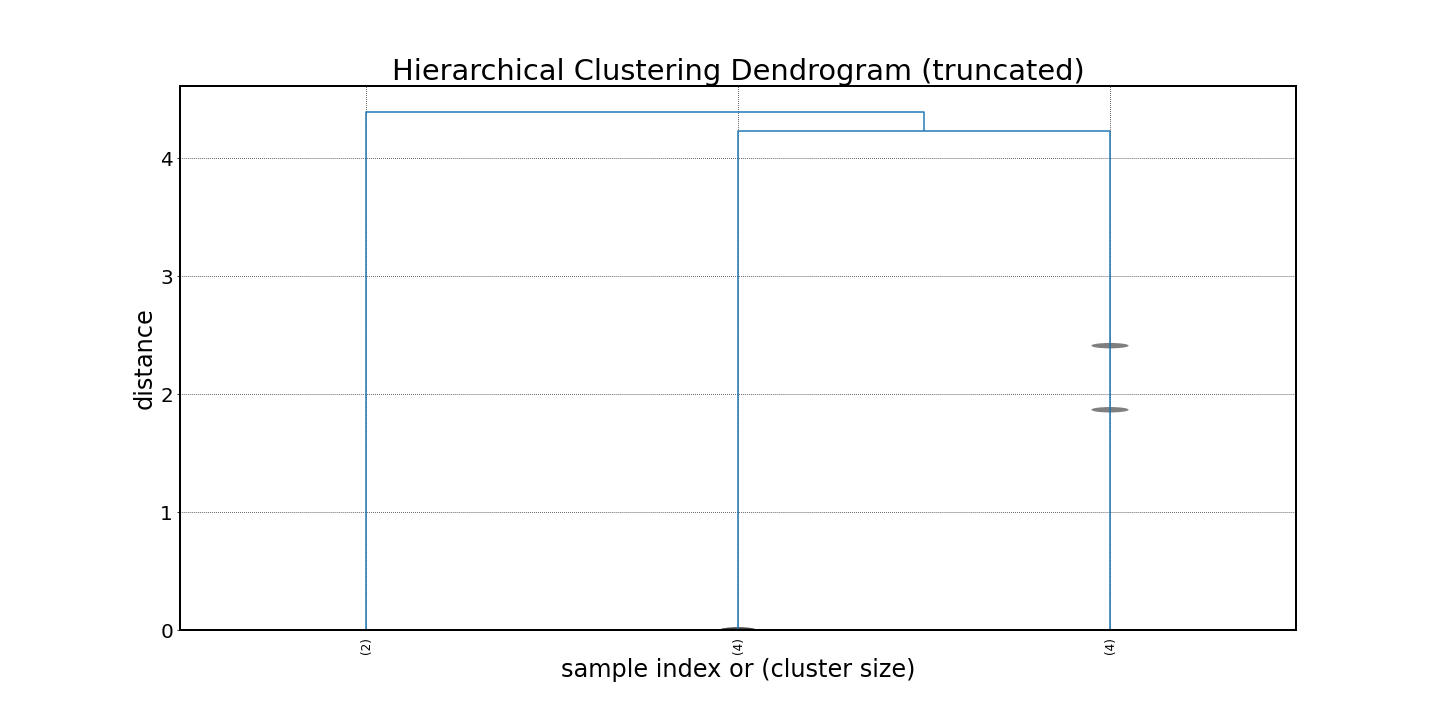 Hierarchical Clustering Dendrogram (truncated)
distance
4
3
2
1
0
(2)
(4)
(4)
sample index or (cluster size)